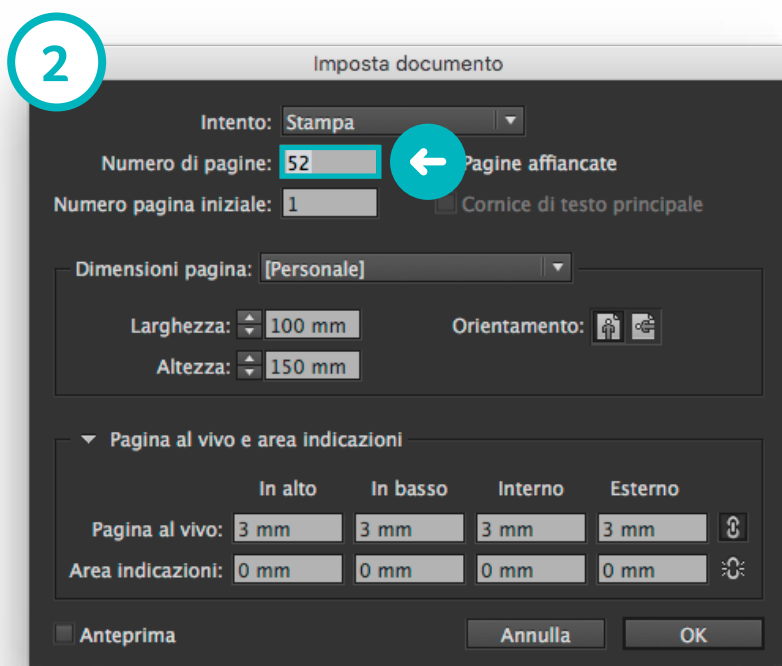 2
Imposta documento
Intento: Stampa
Numero di pagine: 52 Pagine affiancate
Numero pagina iniziale: 1 Cornice di testo principale
Dimensioni pagina: [Personale]
Larghezza: 100 mm Orientamento:
Altezza: 150 mm
Pagina al vivo e area indicazioni
In alto In basso Interno Esterno
Pagina al vivo: 3 mm 3 mm 3 mm 3 mm
Area indicazioni: 0 mm 0 mm 0 mm 0 mm
Anteprima Annulla OK